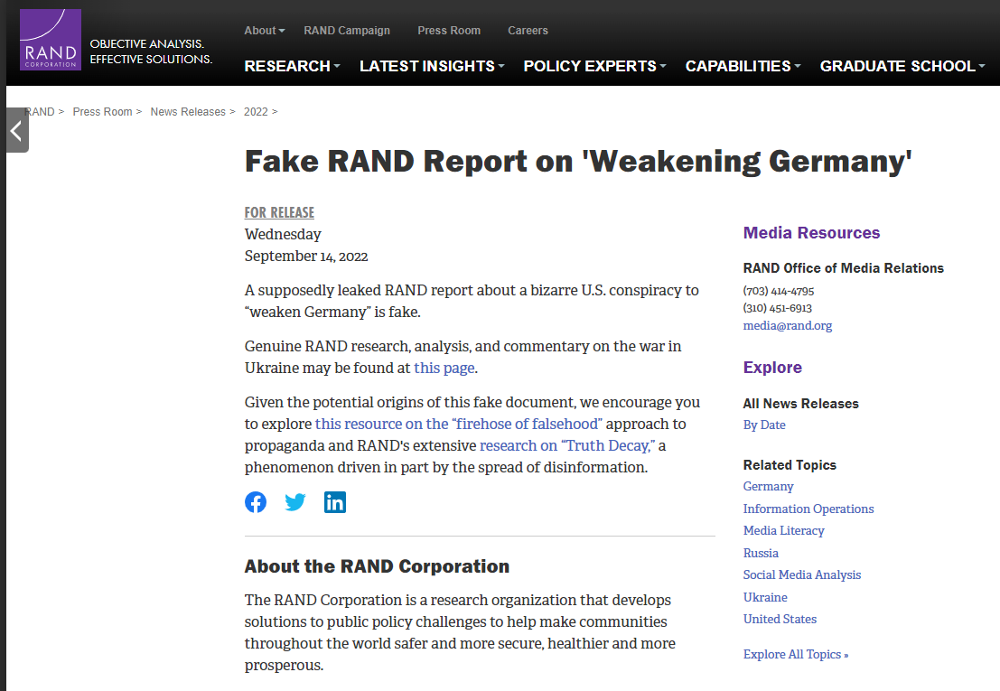 RAND
CORPORATION
OBJECTIVE ANALYSIS.
EFFECTIVE SOLUTIONS.
About RAND Campaign Press Room Careers
RESEARCH LATEST INSIGHTS POLICY EXPERTS CAPABILITIES GRADUATE SCHOOL
RAND > Press Room > News Releases > 2022 >
Fake RAND Report on 'Weakening Germany'
FOR RELEASE
Wednesday
September 14, 2022
A supposedly leaked RAND report about a bizarre U.S. conspiracy to
“weaken Germany” is fake.
Genuine RAND research, analysis, and commentary on the war in
Ukraine may be found at this page.
Given the potential origins of this fake document, we encourage you
to explore this resource on the “firehose of falsehood” approach to
propaganda and RAND's extensive research on “Truth Decay,” a
phenomenon driven in part by the spread of disinformation.
in
About the RAND Corporation
The RAND Corporation is a research organization that develops
solutions to public policy challenges to help make communities
throughout the world safer and more secure, healthier and more
prosperous.
Media Resources
RAND Office of Media Relations
(703) 414-4795
(310) 451-6913
media@rand.org
Explore
All News Releases
By Date
Related Topics
Germany
Information Operations
Media Literacy
Russia
Social Media Analysis
Ukraine
United States
Explore All Topics »